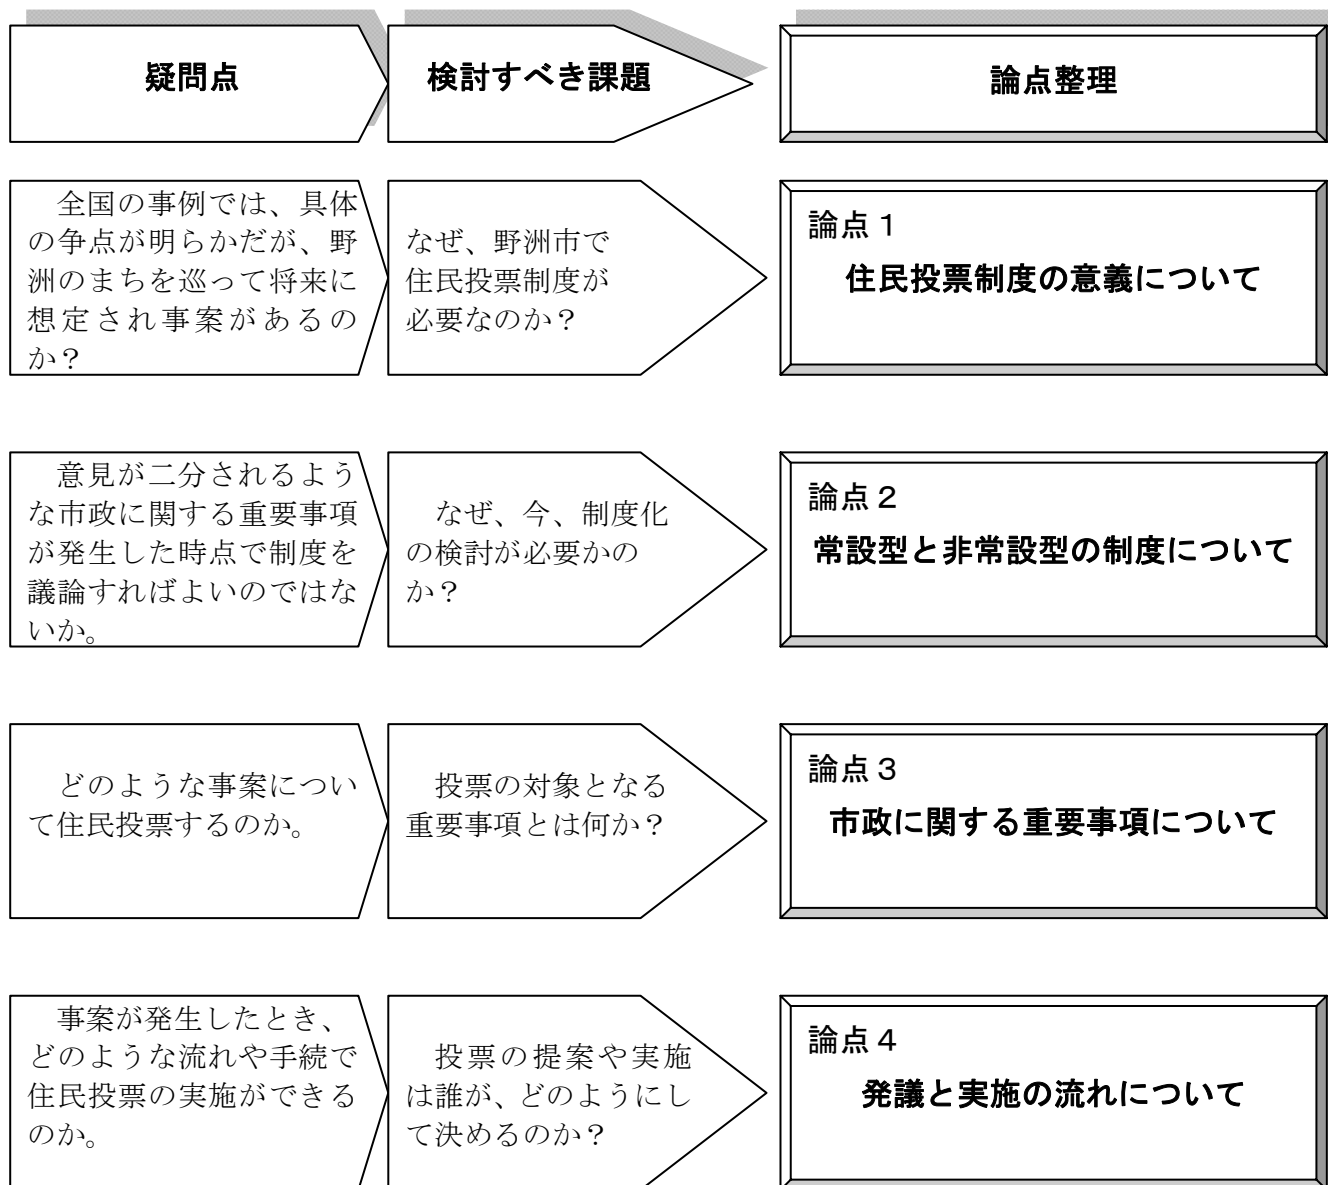 疑問点
検討すべき課題
論点整理
全国の事例では、具体
の争点が明らかだが、野
洲のまちを巡って将来に
想定され事案があるの
か？
なぜ、野洲市で
住民投票制度が
必要なのか？
論点１
住民投票制度の意義について
意見が二分されるよう
な市政に関する重要事項
が発生した時点で制度を
議論すればよいのではな
いか。
なぜ、今、制度化
の検討が必要かの
か？
論点２
常設型と非常設型の制度について
どのような事案につい
て住民投票するのか。
投票の対象となる
重要事項とは何か？
論点３
市政に関する重要事項について
事案が発生したとき、
どのような流れや手続で
住民投票の実施ができる
のか。
投票の提案や実施
は誰が、どのようにし
て決めるのか？
論点４
発議と実施の流れについて